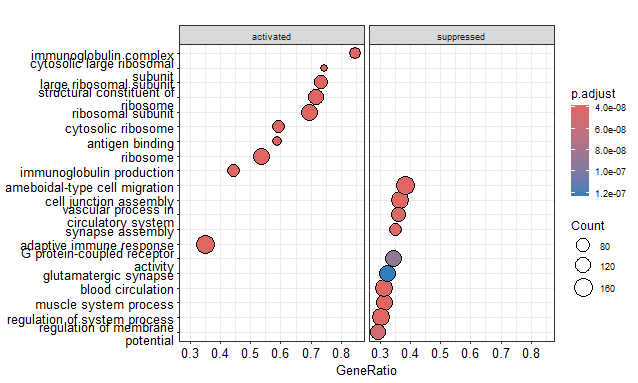 activated
suppressed
immunoglobulin complex
cytosolic large ribosomal
subunit
large ribosomal subunit
structural constituent of
ribosome
ribosomal subunit
cytosolic ribosome
antigen binding
ribosome
immunoglobulin production
ameboidal-type cell migration
cell junction assembly
vascular process in
circulatory system
synapse assembly
adaptive immune response
G protein-coupled receptor
activity
glutamatergic synapse
blood circulation
muscle system process
regulation of system process
regulation of membrane
potential
0.3 0.4 0.5 0.6 0.7 0.8
0.3 0.4 0.5 0.6 0.7 0.8
GeneRatio
p.adjust
4.0e-08
6.0e-08
8.0e-08
1.0e-07
1.2e-07
Count
80
120
160